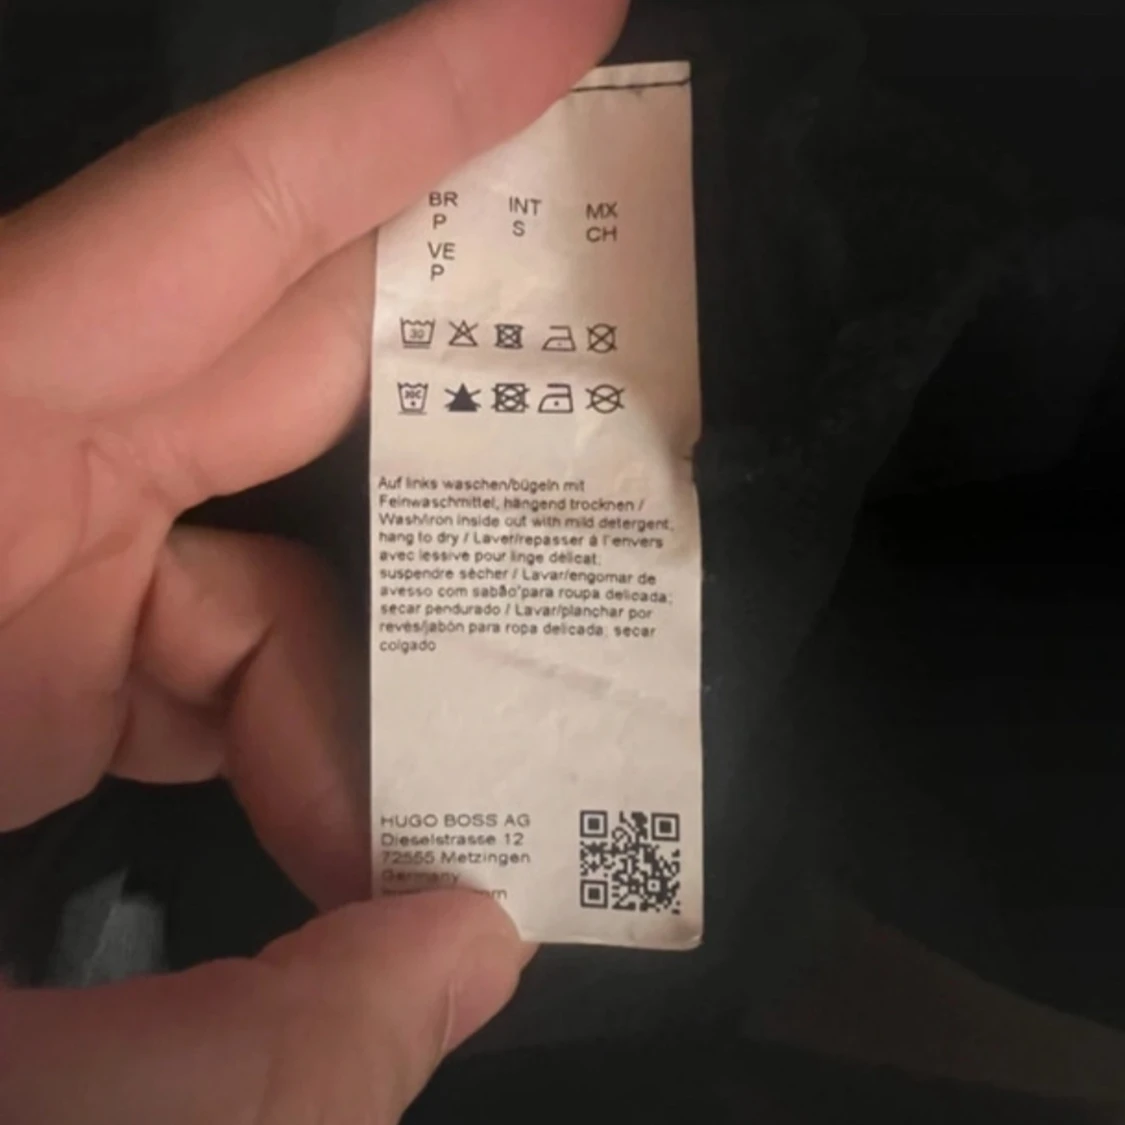 BR INT MX
P S CH
VE
P
30
30C
Auf links waschen/bügeln mit
Feinwaschmittel, hängend trocknen /
Wash/iron inside out with mild detergent,
hang to dry / Laver/repasser à l'envers
avec lessive pour linge délicat;
suspendre sécher / Lavar/engomar de
avesso com sabão para roupa delicada;
secar pendurado / Lavar/planchar por
revés/jabón para ropa delicada; secar
colgado
HUGO BOSS AG
Dieselstrasse 12
72555 Metzingen
Germany